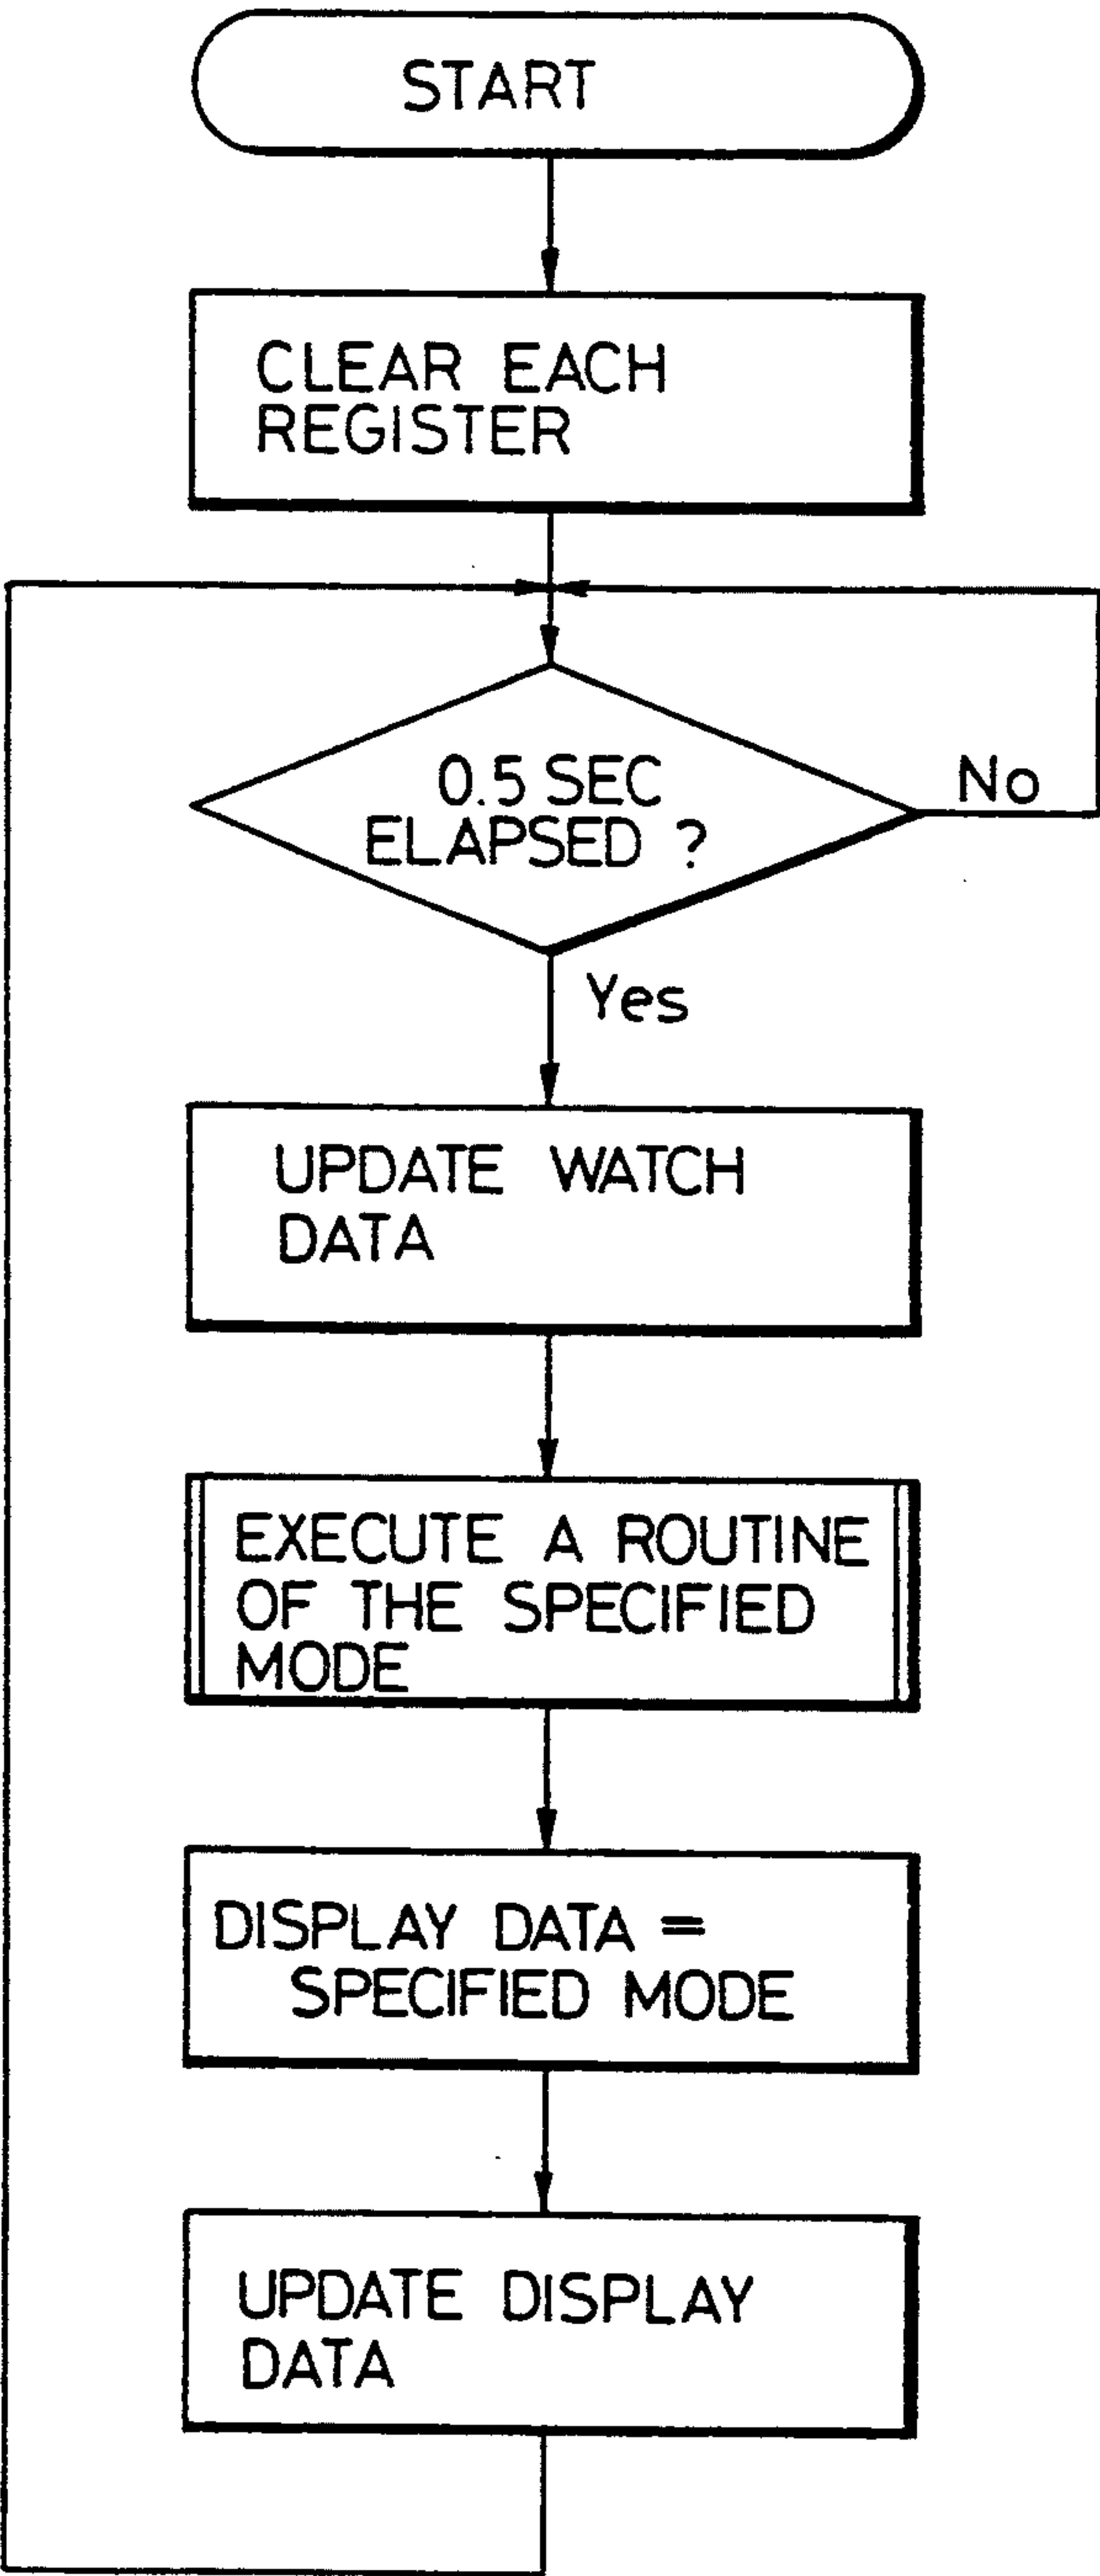 START
CLEAR EACH
REGISTER
0.5 SEC
ELAPSED ?
No
Yes
UPDATE WATCH
DATA
EXECUTE A ROUTINE
OF THE SPECIFIED
MODE
DISPLAY DATA =
SPECIFIED MODE
UPDATE DISPLAY
DATA